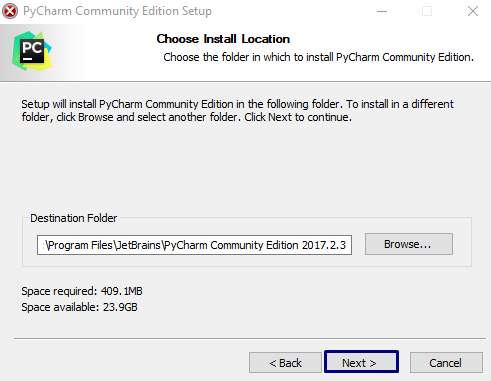 PyCharm Community Edition Setup
PC
Choose Install Location
Choose the folder in which to install PyCharm Community Edition.
Setup will install PyCharm Community Edition in the following folder. To install in a different
folder, click Browse and select another folder. Click Next to continue.
Destination Folder
:\Program Files\JetBrains\PyCharm Community Edition 2017.2.3
Browse...
Space required: 409.1MB
Space available: 23.9GB
< Back
Next >
Cancel